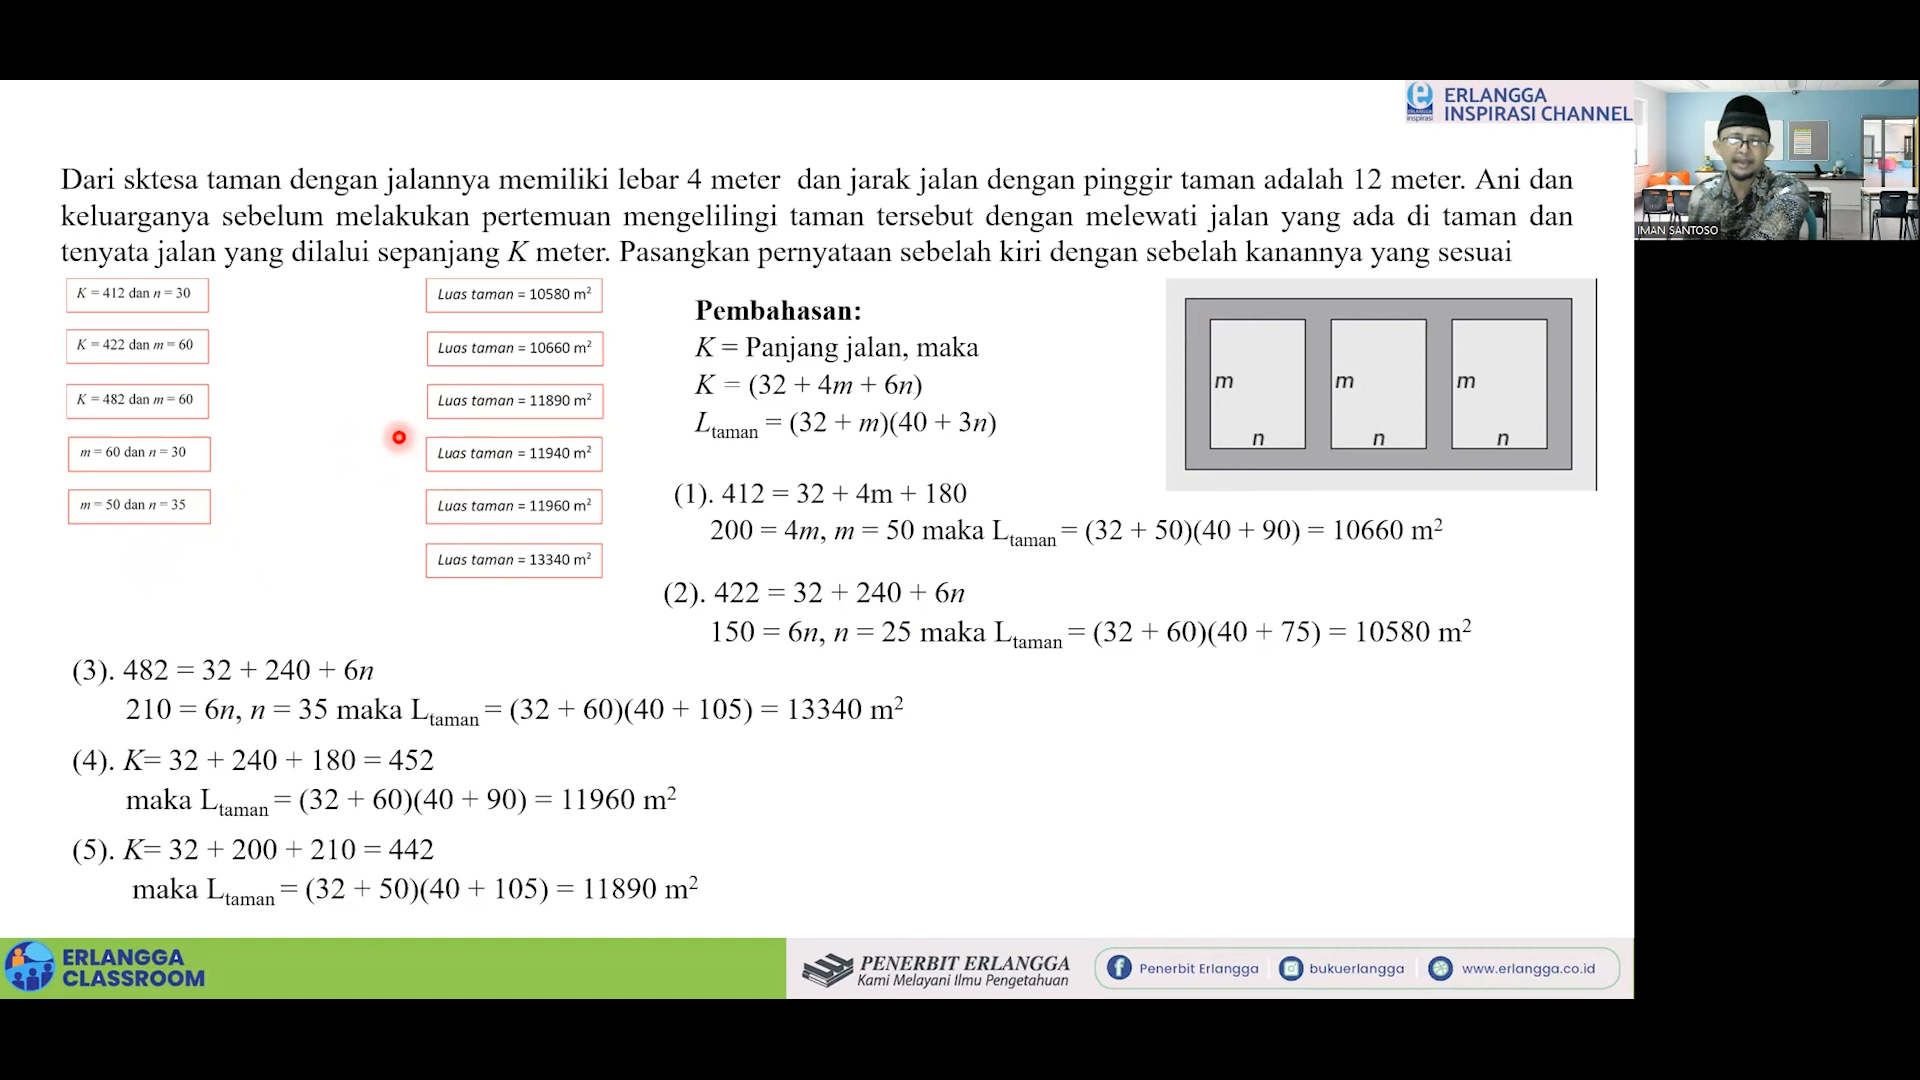 ERLANGGA
INSPIRASI CHANNEL
inspirasi
IMAN SANTOSO
Dari sktesa taman dengan jalannya memiliki lebar 4 meter dan jarak jalan dengan pinggir taman adalah 12 meter. Ani dan
keluarganya sebelum melakukan pertemuan mengelilingi taman tersebut dengan melewati jalan yang ada di taman dan
tenyata jalan yang dilalui sepanjang K meter. Pasangkan pernyataan sebelah kiri dengan sebelah kanannya yang sesuai
K = 412 dan n = 30
K = 422 dan m = 60
K = 482 dan m = 60
m = 60 dan n = 30
m = 50 dan n = 35
Luas taman = 10580 m²
Luas taman = 10660 m²
Luas taman = 11890 m²
Luas taman = 11940 m²
Luas taman = 11960 m²
Luas taman = 13340 m²
Pembahasan:
K = Panjang jalan, maka
K = (32 + 4m + 6n)
Ltaman = (32 + m)(40 + 3n)
m m m
n n n
(1). 412 = 32 + 4m + 180
200 = 4m, m = 50 maka Ltaman = (32 + 50)(40 + 90) = 10660 m²
(2). 422 = 32 + 240 + 6n
150 = 6n, n = 25 maka Ltaman = (32 + 60)(40 + 75) = 10580 m²
(3). 482 = 32 + 240 + 6n
210 = 6n, n = 35 maka Ltaman = (32 + 60)(40 + 105) = 13340 m²
(4). K= 32 + 240 + 180 = 452
maka Ltaman = (32 + 60)(40 + 90) = 11960 m²
(5). K= 32 + 200 + 210 = 442
maka Ltaman = (32 + 50)(40 + 105) = 11890 m²
ERLANGGA
CLASSROOM
PENERBIT ERLANGGA
Kami Melayani Ilmu Pengetahuan
Penerbit Erlangga
bukuerlangga
www.erlangga.co.id